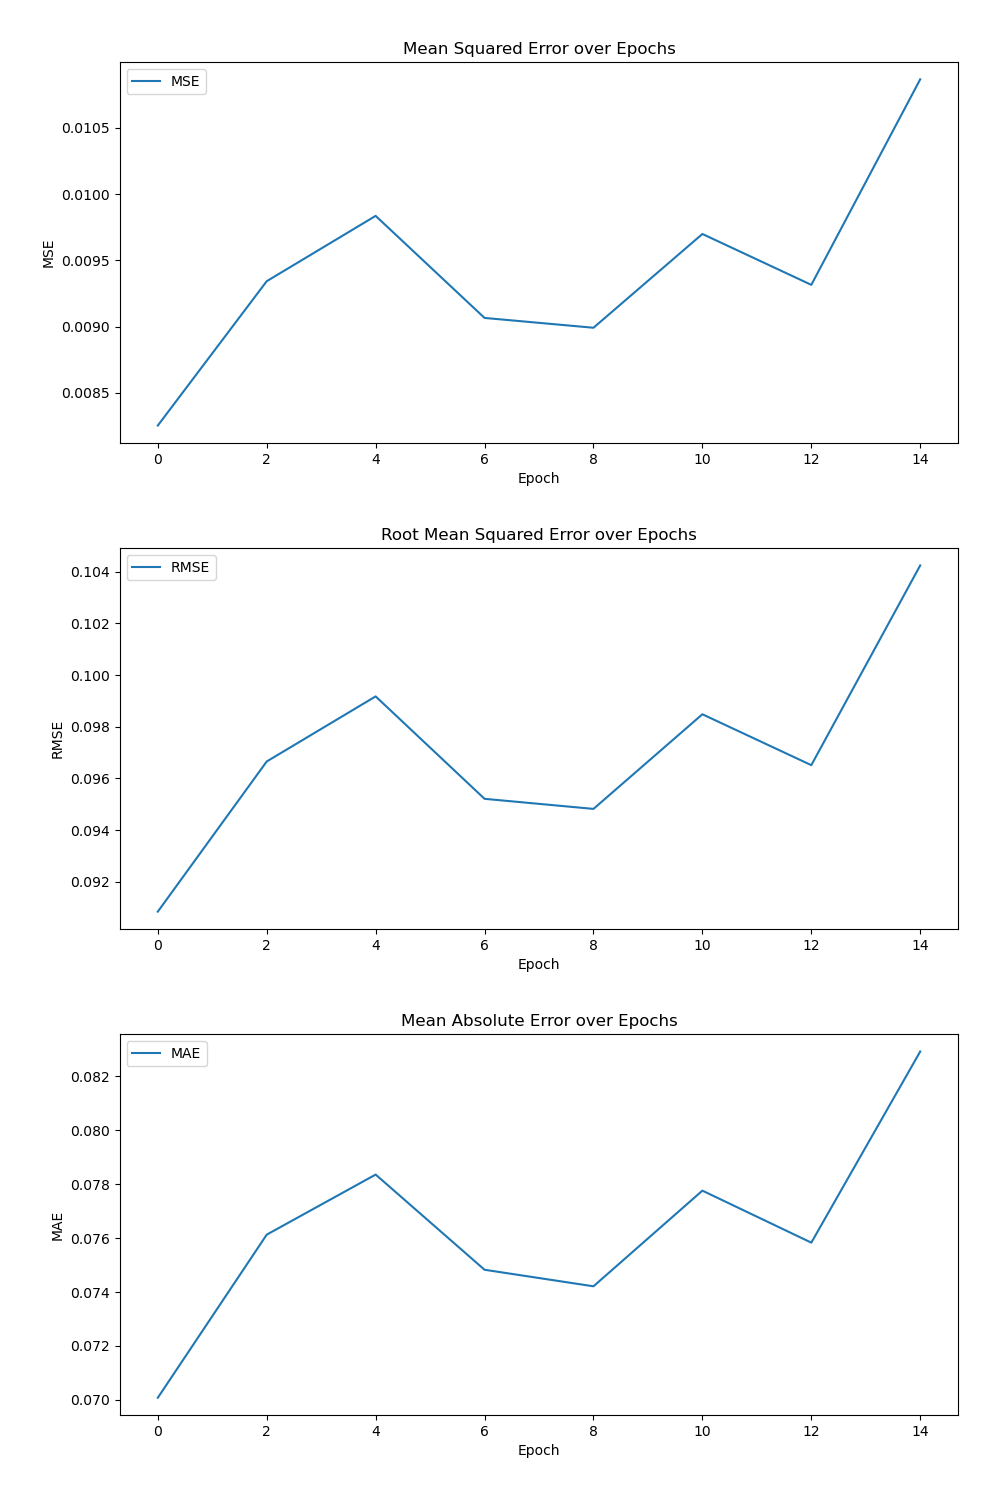 Mean Squared Error over Epochs
MSE
0.0105
0.0100
0.0095
0.0090
0.0085
MSE
0 2 4 6 8 10 12 14
Epoch
Root Mean Squared Error over Epochs
RMSE
0.104
0.102
0.100
0.098
0.096
0.094
0.092
RMSE
0 2 4 6 8 10 12 14
Epoch
Mean Absolute Error over Epochs
MAE
0.082
0.080
0.078
0.076
0.074
0.072
0.070
MAE
0 2 4 6 8 10 12 14
Epoch